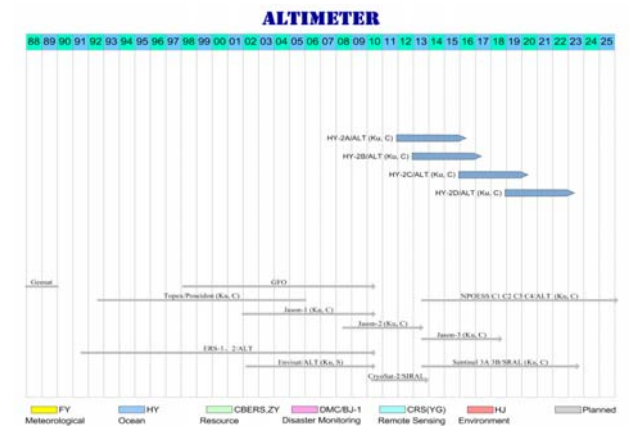 ALTIMETER
88 89 90 91 92 93 94 95 96 97 98 99 00 01 02 03 04 05 06 07 08 09 10 11 12 13 14 15 16 17 18 19 20 21 22 23 24 25
HY-2A/ALT (Ku, C)
HY-2B/ALT (Ku, C)
HY-2C/ALT (Ku, C)
HY-2D/ALT (Ku, C)
Geosat GFO
Topex/Poseidon (Ku, C) NPOESS C1 C2 C3 C4/ALT (Ku, C)
Jason-1 (Ku, C)
Jason-2 (Ku, C)
Jason-3 (Ku, C)
ERS-1, 2/ALT
Envisat/ALT (Ku, S) Sentinel 3A 3B/SRAL (Ku, C)
CryoSat-2/SIRAL
FY HY CBERS,ZY DMC/BJ-1 CRS(YG) HJ Planned
Meteorological Ocean Resource Disaster Monitoring Remote Sensing Environment